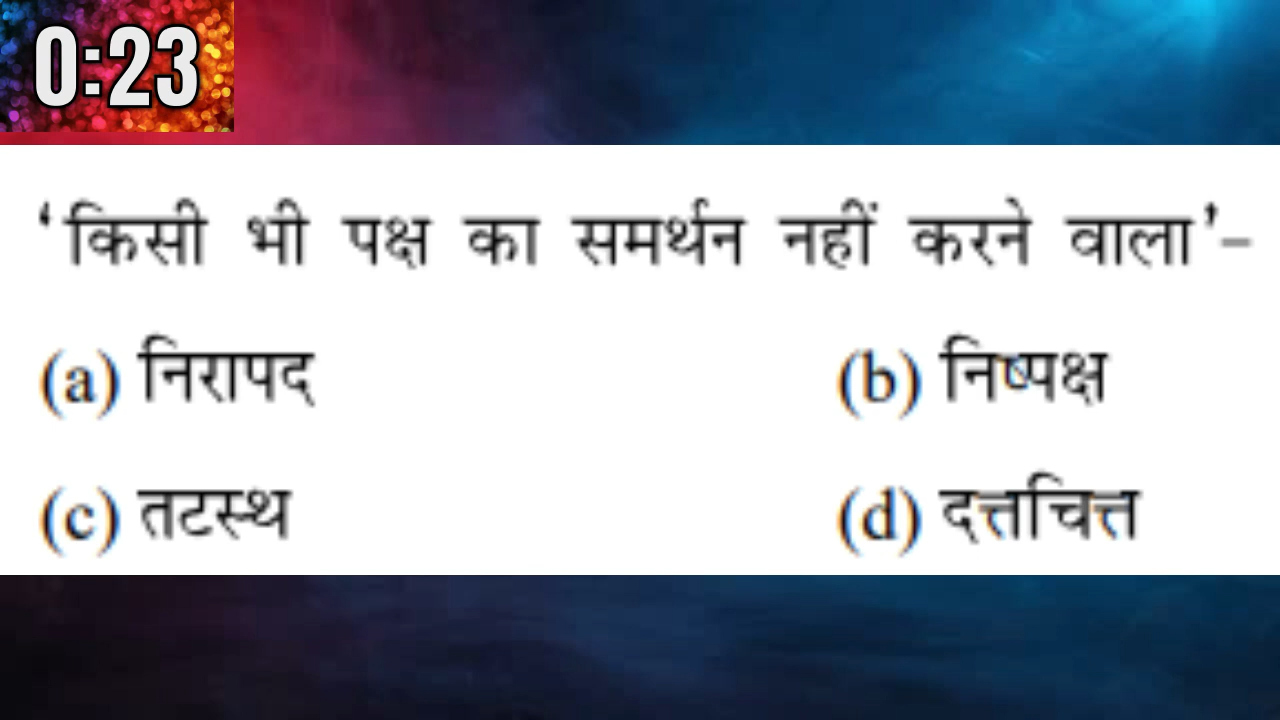 0:23
‘किसी भी पक्ष का समर्थन नहीं करने वाला’–
(a) निरापद (b) निष्पक्ष
(c) तटस्थ (d) दत्तचित्त